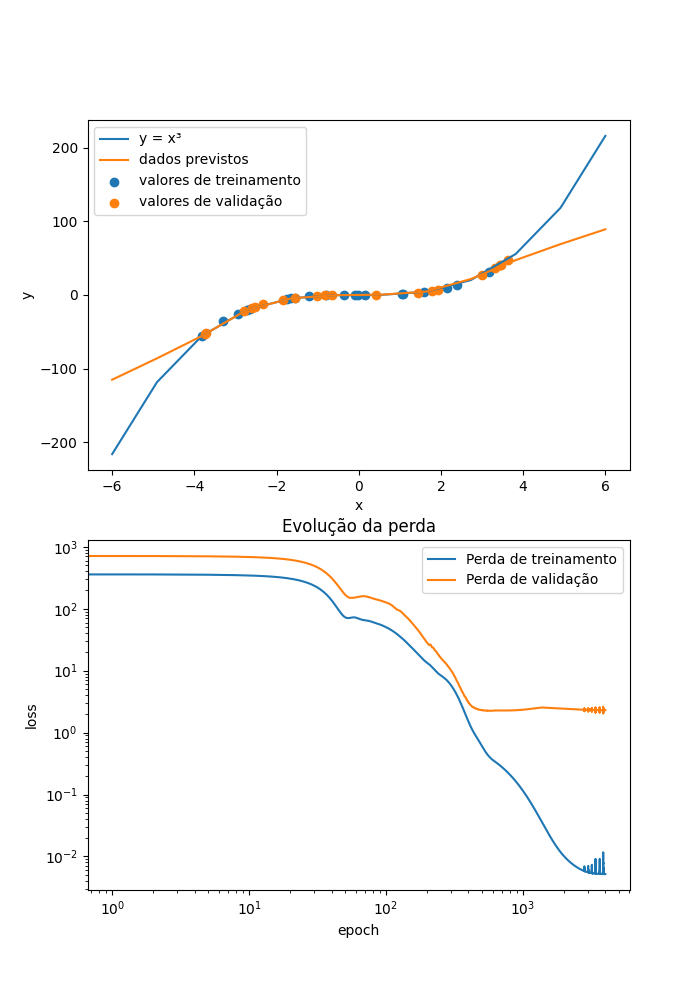 y = x³
dados previstos
valores de treinamento
valores de validação
200
100
0
−100
−200
y
−6 −4 −2 0 2 4 6
x
Evolução da perda
Perda de treinamento
Perda de validação
10³
10²
10¹
10⁰
10⁻¹
10⁻²
loss
10⁰ 10¹ 10² 10³
epoch